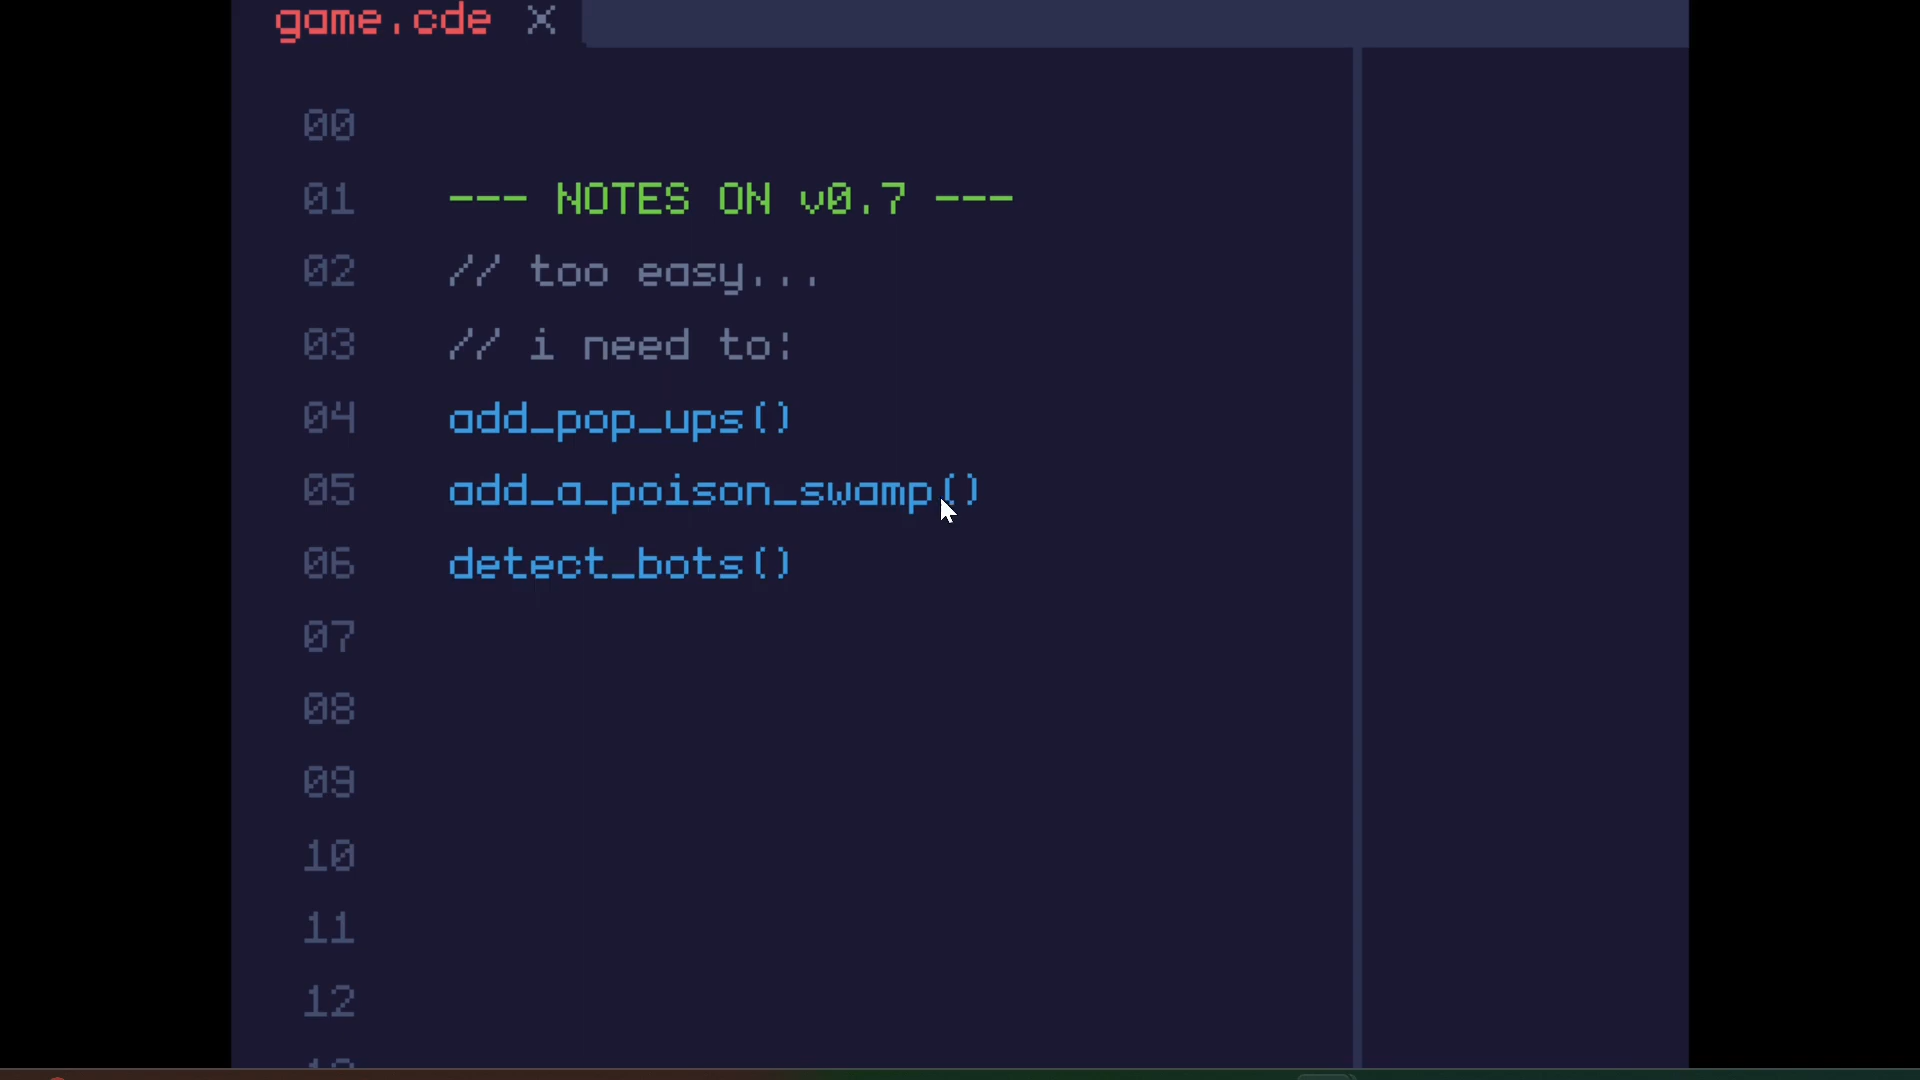 game.cde X
00
01 --- NOTES ON v0.7 ---
02 // too easy...
03 // i need to:
04 add_pop_ups()
05 add_a_poison_swamp()
06 detect_bots()
07
08
09
10
11
12